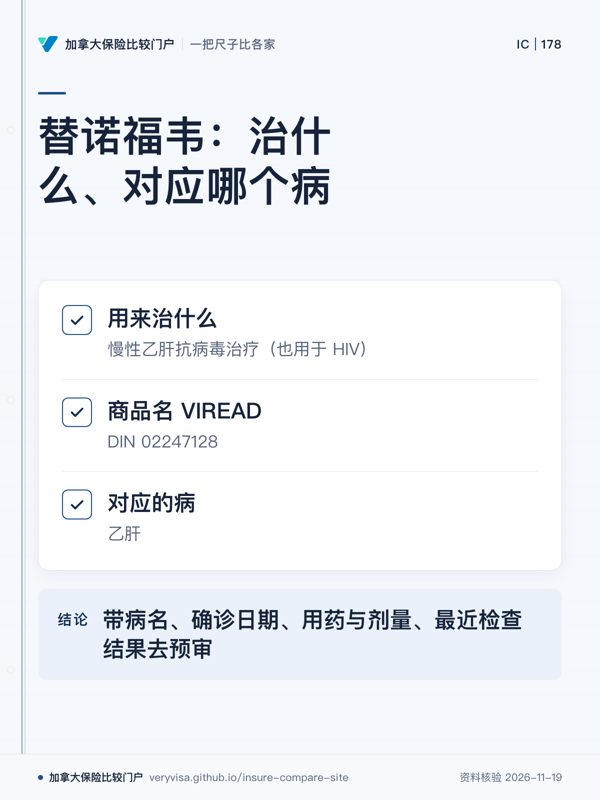 加拿大保险比较门户 一把尺子比各家
IC | 178
替诺福韦：治什
么、对应哪个病
用来治什么
慢性乙肝抗病毒治疗（也用于 HIV）
商品名 VIREAD
DIN 02247128
对应的病
乙肝
结论 带病名、确诊日期、用药与剂量、最近检查
结果去预审
加拿大保险比较门户 veryvisa.github.io/insure-compare-site
资料核验 2026-11-19